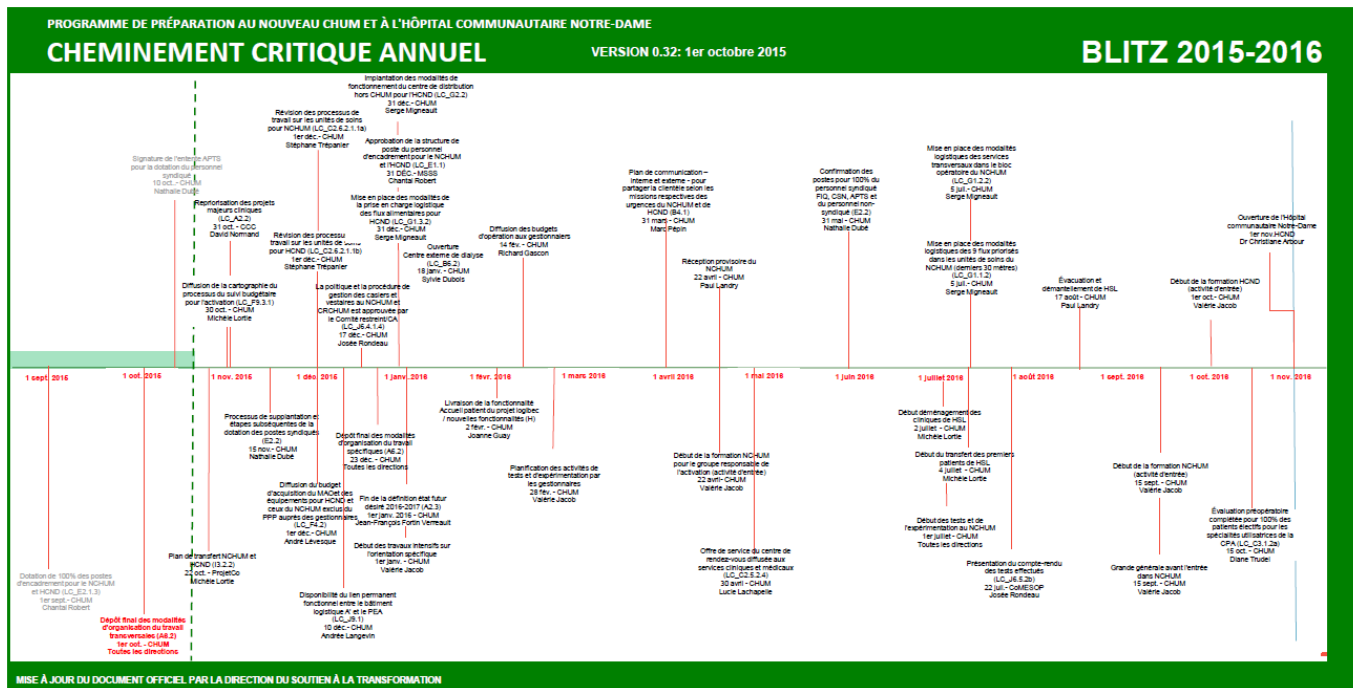 PROGRAMME DE PRÉPARATION AU NOUVEAU CHUM ET À L'HÔPITAL COMMUNAUTAIRE NOTRE-DAME
CHEMINEMENT CRITIQUE ANNUEL
VERSION 0.32: 1er octobre 2015
BLITZ 2015-2016
Signature de l'entente APTS
pour la dotation du personnel
syndiqué
10 oct.- CHUM
Nathalie Dubé
Repriorisation des projets
majeurs cliniques
(LC_A2.2)
31 oct. - CCC
David Normand
Diffusion de la cartographie du
processus du suivi budgétaire
pour l'activation (LC_F9.3.1)
30 oct.- CHUM
Michèle Lortie
Révision des processus de
travail sur les unités de soins
pour NCHUM (LC_C2.6.2.1.1a)
1er déc.- CHUM
Stéphane Trépanier
Révision des processu
travail sur les unités de soins
pour HCND (LC_C2.6.2.1.1b)
1er déc.- CHUM
Stéphane Trépanier
La politique et la procédure de
gestion des casiers et
vestiaires au NCHUM et
CRCHUM est approuvée par
le Comité restreint/CA
(LC_J6.4.1.4)
17 déc.- CHUM
Josée Rondeau
Implantation des modalités de
fonctionnement du centre de distribution
hors CHUM pour l'HCND (LC_G2.2)
31 déc.- CHUM
Serge Migneault
Approbation de la structure de
poste du personnel
d'encadrement pour le NCHUM
et l'HCND (LC_E1.1)
31 DÉC.- MSSS
Chantal Robert
Mise en place des modalités de
la prise en charge logistique
des flux alimentaires pour
HCND (LC_G1.3.2)
31 déc.- CHUM
Serge Migneault
Ouverture
Centre externe de dialyse
(LC_B6.2)
18 janv. - CHUM
Sylvie Dubois
Diffusion des budgets
d'opération aux gestionnaires
14 fév. – CHUM
Richard Gascon
Plan de communication –
interne et externe - pour
partager la clientèle selon les
missions respectives des
urgences du NCHUM et de
HCND (B4.1)
31 mars – CHUM
Marc Pépin
Réception provisoire du
NCHUM
22 avril - CHUM
Paul Landry
Confirmation des
postes pour 100% du
personnel syndiqué
FIQ, CSN, APTS et
du personnel non-
syndiqué (E2.2)
31 mai - CHUM
Nathalie Dubé
Mise en place des modalités
logistiques des services
transversaux dans le bloc
opératoire du NCHUM
(LC_G1.2.2)
5 juil.- CHUM
Serge Migneault
Mise en place des modalités
logistiques des 9 flux priorisés
dans les unités de soins du
NCHUM (derniers 30 mètres)
(LC_G1.1.2)
5 juil.- CHUM
Serge Migneault
Évacuation et
démantellement de HSL
17 août - CHUM
Paul Landry
Début de la formation HCND
(activité d'entrée)
1er oct.- CHUM
Valérie Jacob
Ouverture de l'Hôpital
communautaire Notre-Dame
1er nov.HCND
Dr Christiane Arbour
1 sept. 2015
1 oct. 2015
1 nov. 2015
1 déc. 2015
1 janv. 2016
1 févr. 2016
1 mars 2016
1 avril 2016
1 mai 2016
1 juin 2016
1 juillet 2016
1 août 2016
1 sept. 2016
1 oct. 2016
1 nov. 2016
Dotation de 100% des postes
d'encadrement pour le NCHUM
et HCND (LC_E2.1.3)
1er sept.- CHUM
Chantal Robert
Dépôt final des modalités
d'organisation du travail
transversales (A6.2)
1er oct. - CHUM
Toutes les directions
Plan de transfert NCHUM et
HCND (I3.2.2)
22 oct. - ProjetCo
Michèle Lortie
Processus de supplantation et
étapes subséquentes de la
dotation des postes syndiqués
(E2.2)
15 nov.- CHUM
Nathalie Dubé
Diffusion du budget
d'acquisition du MAO et des
équipements pour HCND et
ceux du NCHUM exclus du
PPP auprès des gestionnaires
(LC_F4.2)
1er déc.- CHUM
André Lévesque
Disponibilité du lien permanent
fonctionnel entre le bâtiment
logistique A' et le PEA
(LC_J9.1)
10 déc.- CHUM
Andrée Langevin
Dépôt final des modalités
d'organisation du travail
spécifiques (A6.2)
23 déc. - CHUM
Toutes les directions
Fin de la définition état futur
désiré 2016-2017 (A2.3)
1er janv. 2016 - CHUM
Jean-François Fortin Verreault
Début des travaux intensifs sur
l'orientation spécifique
1er janv. - CHUM
Valérie Jacob
Livraison de la fonctionnalité
Accueil patient du projet logibec
/ nouvelles fonctionnalités (H)
2 févr. - CHUM
Joanne Guay
Planification des activités de
tests et d'expérimentation par
les gestionnaires
28 fév. – CHUM
Valérie Jacob
Début de la formation NCHUM
pour le groupe responsable de
l'activation (activité d'entrée)
22 avril- CHUM
Valérie Jacob
Offre de service du centre de
rendez-vous diffusée aux
services cliniques et médicaux
(LC_C2.5.2.4)
30 avril - CHUM
Lucie Lachapelle
Début déménagement des
cliniques de HSL
2 juillet - CHUM
Michèle Lortie
Début du transfert des premiers
patients de HSL
4 juillet - CHUM
Michèle Lortie
Début des tests et de
l'expérimentation au NCHUM
1er juillet - CHUM
Toutes les directions
Présentation du compte-rendu
des tests effectués
(LC_J6.5.2b)
22 juil.- CoMESOP
Josée Rondeau
Début de la formation NCHUM
(activité d'entrée)
15 sept. - CHUM
Valérie Jacob
Grande générale avant l'entrée
dans NCHUM
15 sept. - CHUM
Valérie Jacob
Évaluation préopératoire
complétée pour 100% des
patients électifs pour les
spécialités utilisatrices de la
CPA (LC_C3.1.2a)
15 oct. - CHUM
Diane Trudel
MISE À JOUR DU DOCUMENT OFFICIEL PAR LA DIRECTION DU SOUTIEN À LA TRANSFORMATION